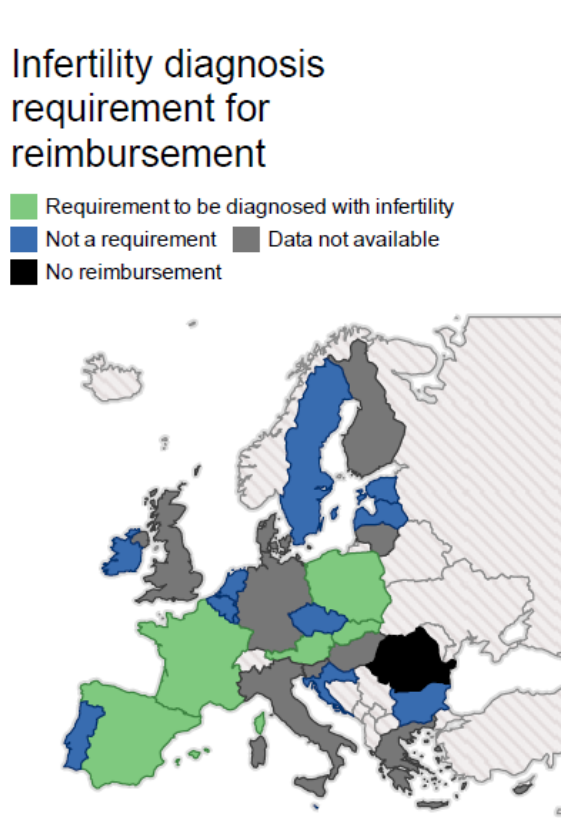 Infertility diagnosis
requirement for
reimbursement
Requirement to be diagnosed with infertility
Not a requirement Data not available
No reimbursement